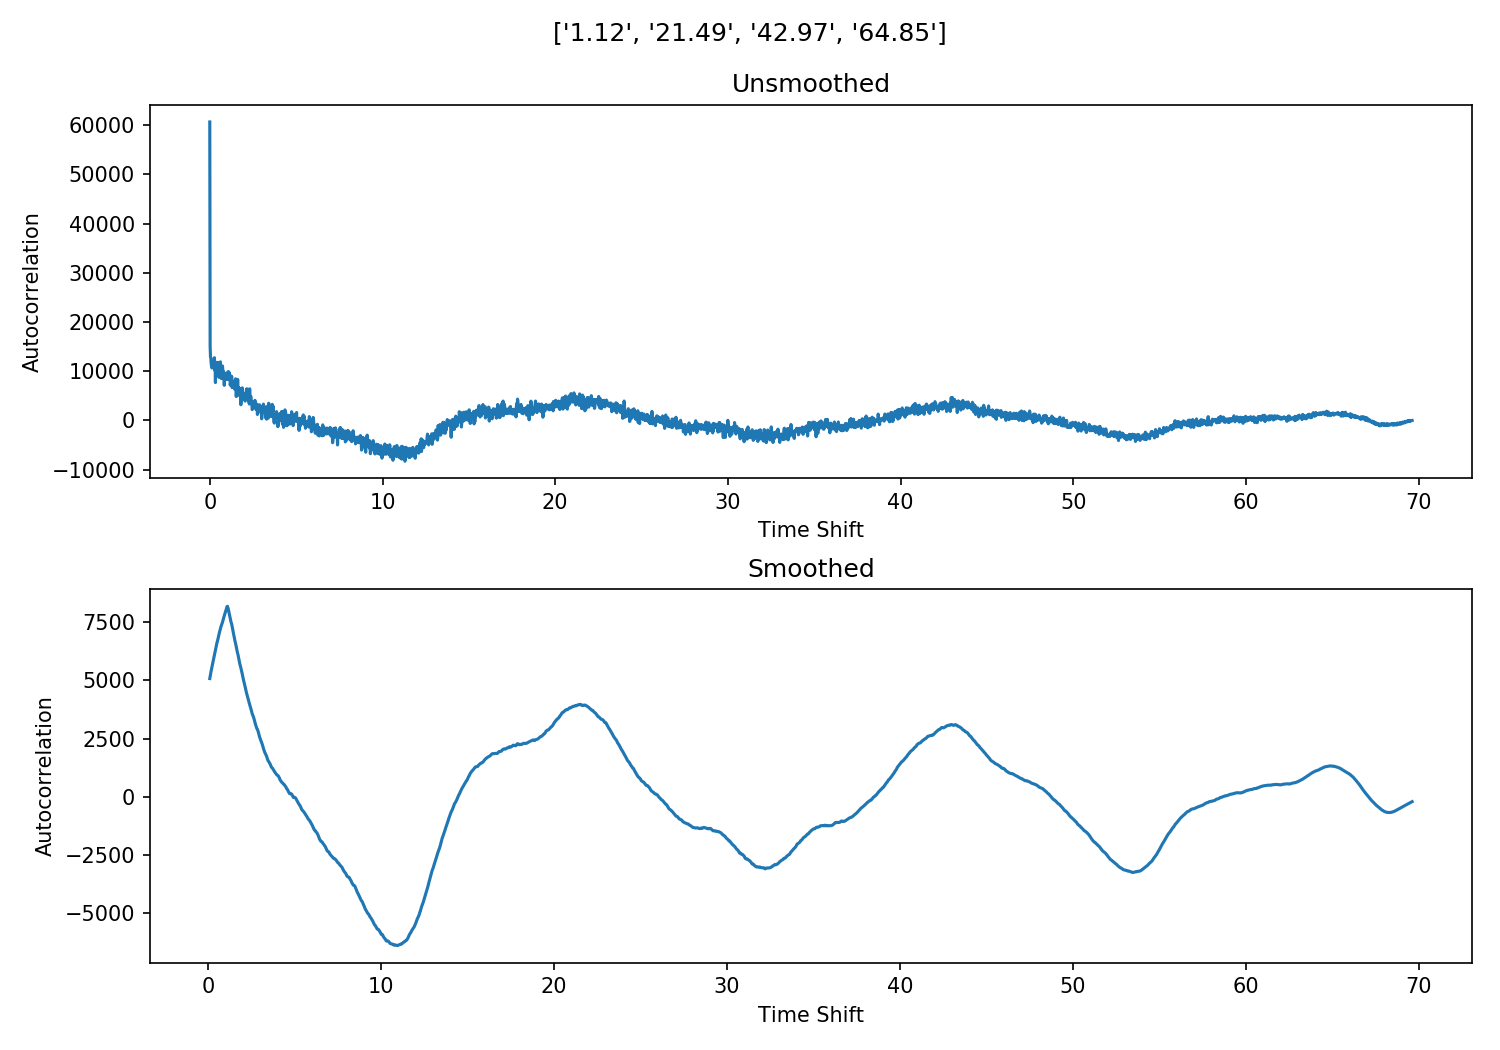 ['1.12', '21.49', '42.97', '64.85']
Unsmoothed
60000
50000
40000
30000
20000
10000
0
−10000
Autocorrelation
0 10 20 30 40 50 60 70
Time Shift
Smoothed
7500
5000
2500
0
−2500
−5000
Autocorrelation
0 10 20 30 40 50 60 70
Time Shift